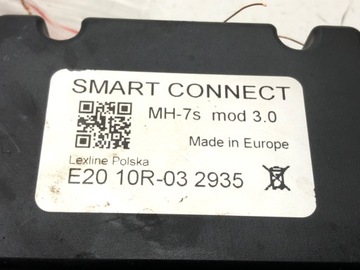 SMART CONNECT
MH-7s mod 3.0
Made in Europe
Lexline Polska
E20 10R-03 2935